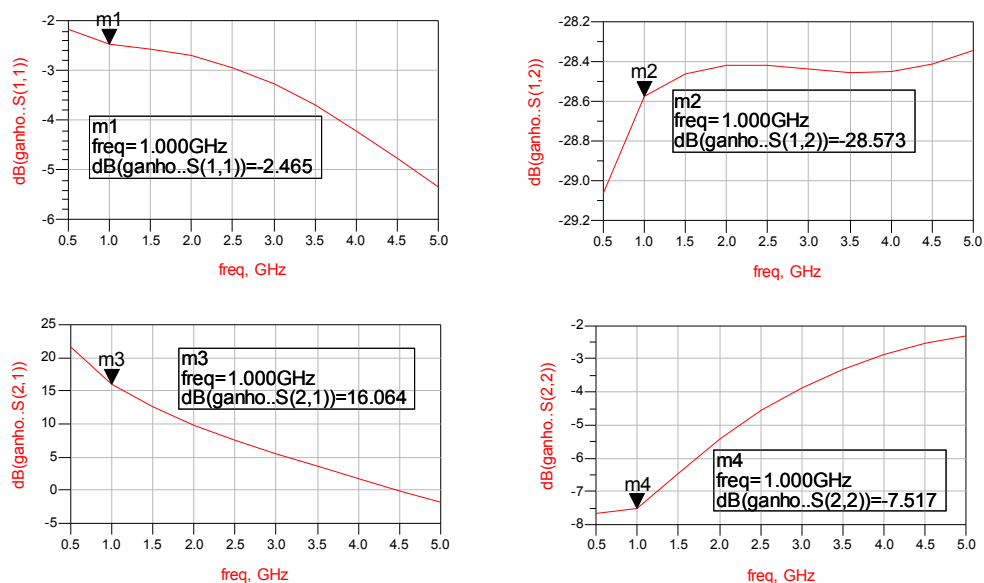 dB(ganho..S(1,1))
-2
-3
-4
-5
-6
m1
m1
freq=1.000GHz
dB(ganho..S(1,1))=-2.465
0.5 1.0 1.5 2.0 2.5 3.0 3.5 4.0 4.5 5.0
freq, GHz
dB(ganho..S(1,2))
-28.2
-28.4
-28.6
-28.8
-29.0
-29.2
m2
m2
freq=1.000GHz
dB(ganho..S(1,2))=-28.573
0.5 1.0 1.5 2.0 2.5 3.0 3.5 4.0 4.5 5.0
freq, GHz
dB(ganho..S(2,1))
25
20
15
10
5
0
-5
m3
m3
freq=1.000GHz
dB(ganho..S(2,1))=16.064
0.5 1.0 1.5 2.0 2.5 3.0 3.5 4.0 4.5 5.0
freq, GHz
dB(ganho..S(2,2))
-2
-3
-4
-5
-6
-7
-8
m4
m4
freq=1.000GHz
dB(ganho..S(2,2))=-7.517
0.5 1.0 1.5 2.0 2.5 3.0 3.5 4.0 4.5 5.0
freq, GHz